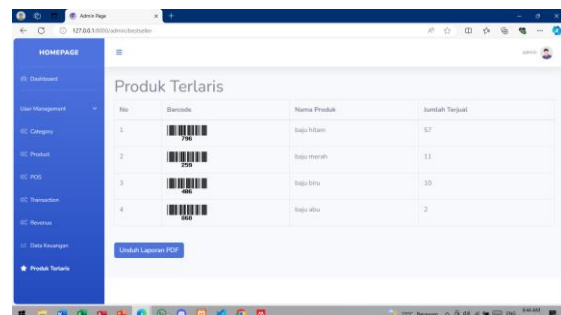 Admin Page
127.0.0.1:8000/admin/bestseller
HOMEPAGE
admin
Dashboard
User Management
Category
Product
POS
Transaction
Revenue
Data Keuangan
Produk Terlaris
Produk Terlaris
No Barcode Nama Produk Jumlah Terjual
1 796 baju hitam 57
2 259 baju merah 11
3 486 baju biru 10
4 868 baju abu 2
Unduh Laporan PDF
ENG